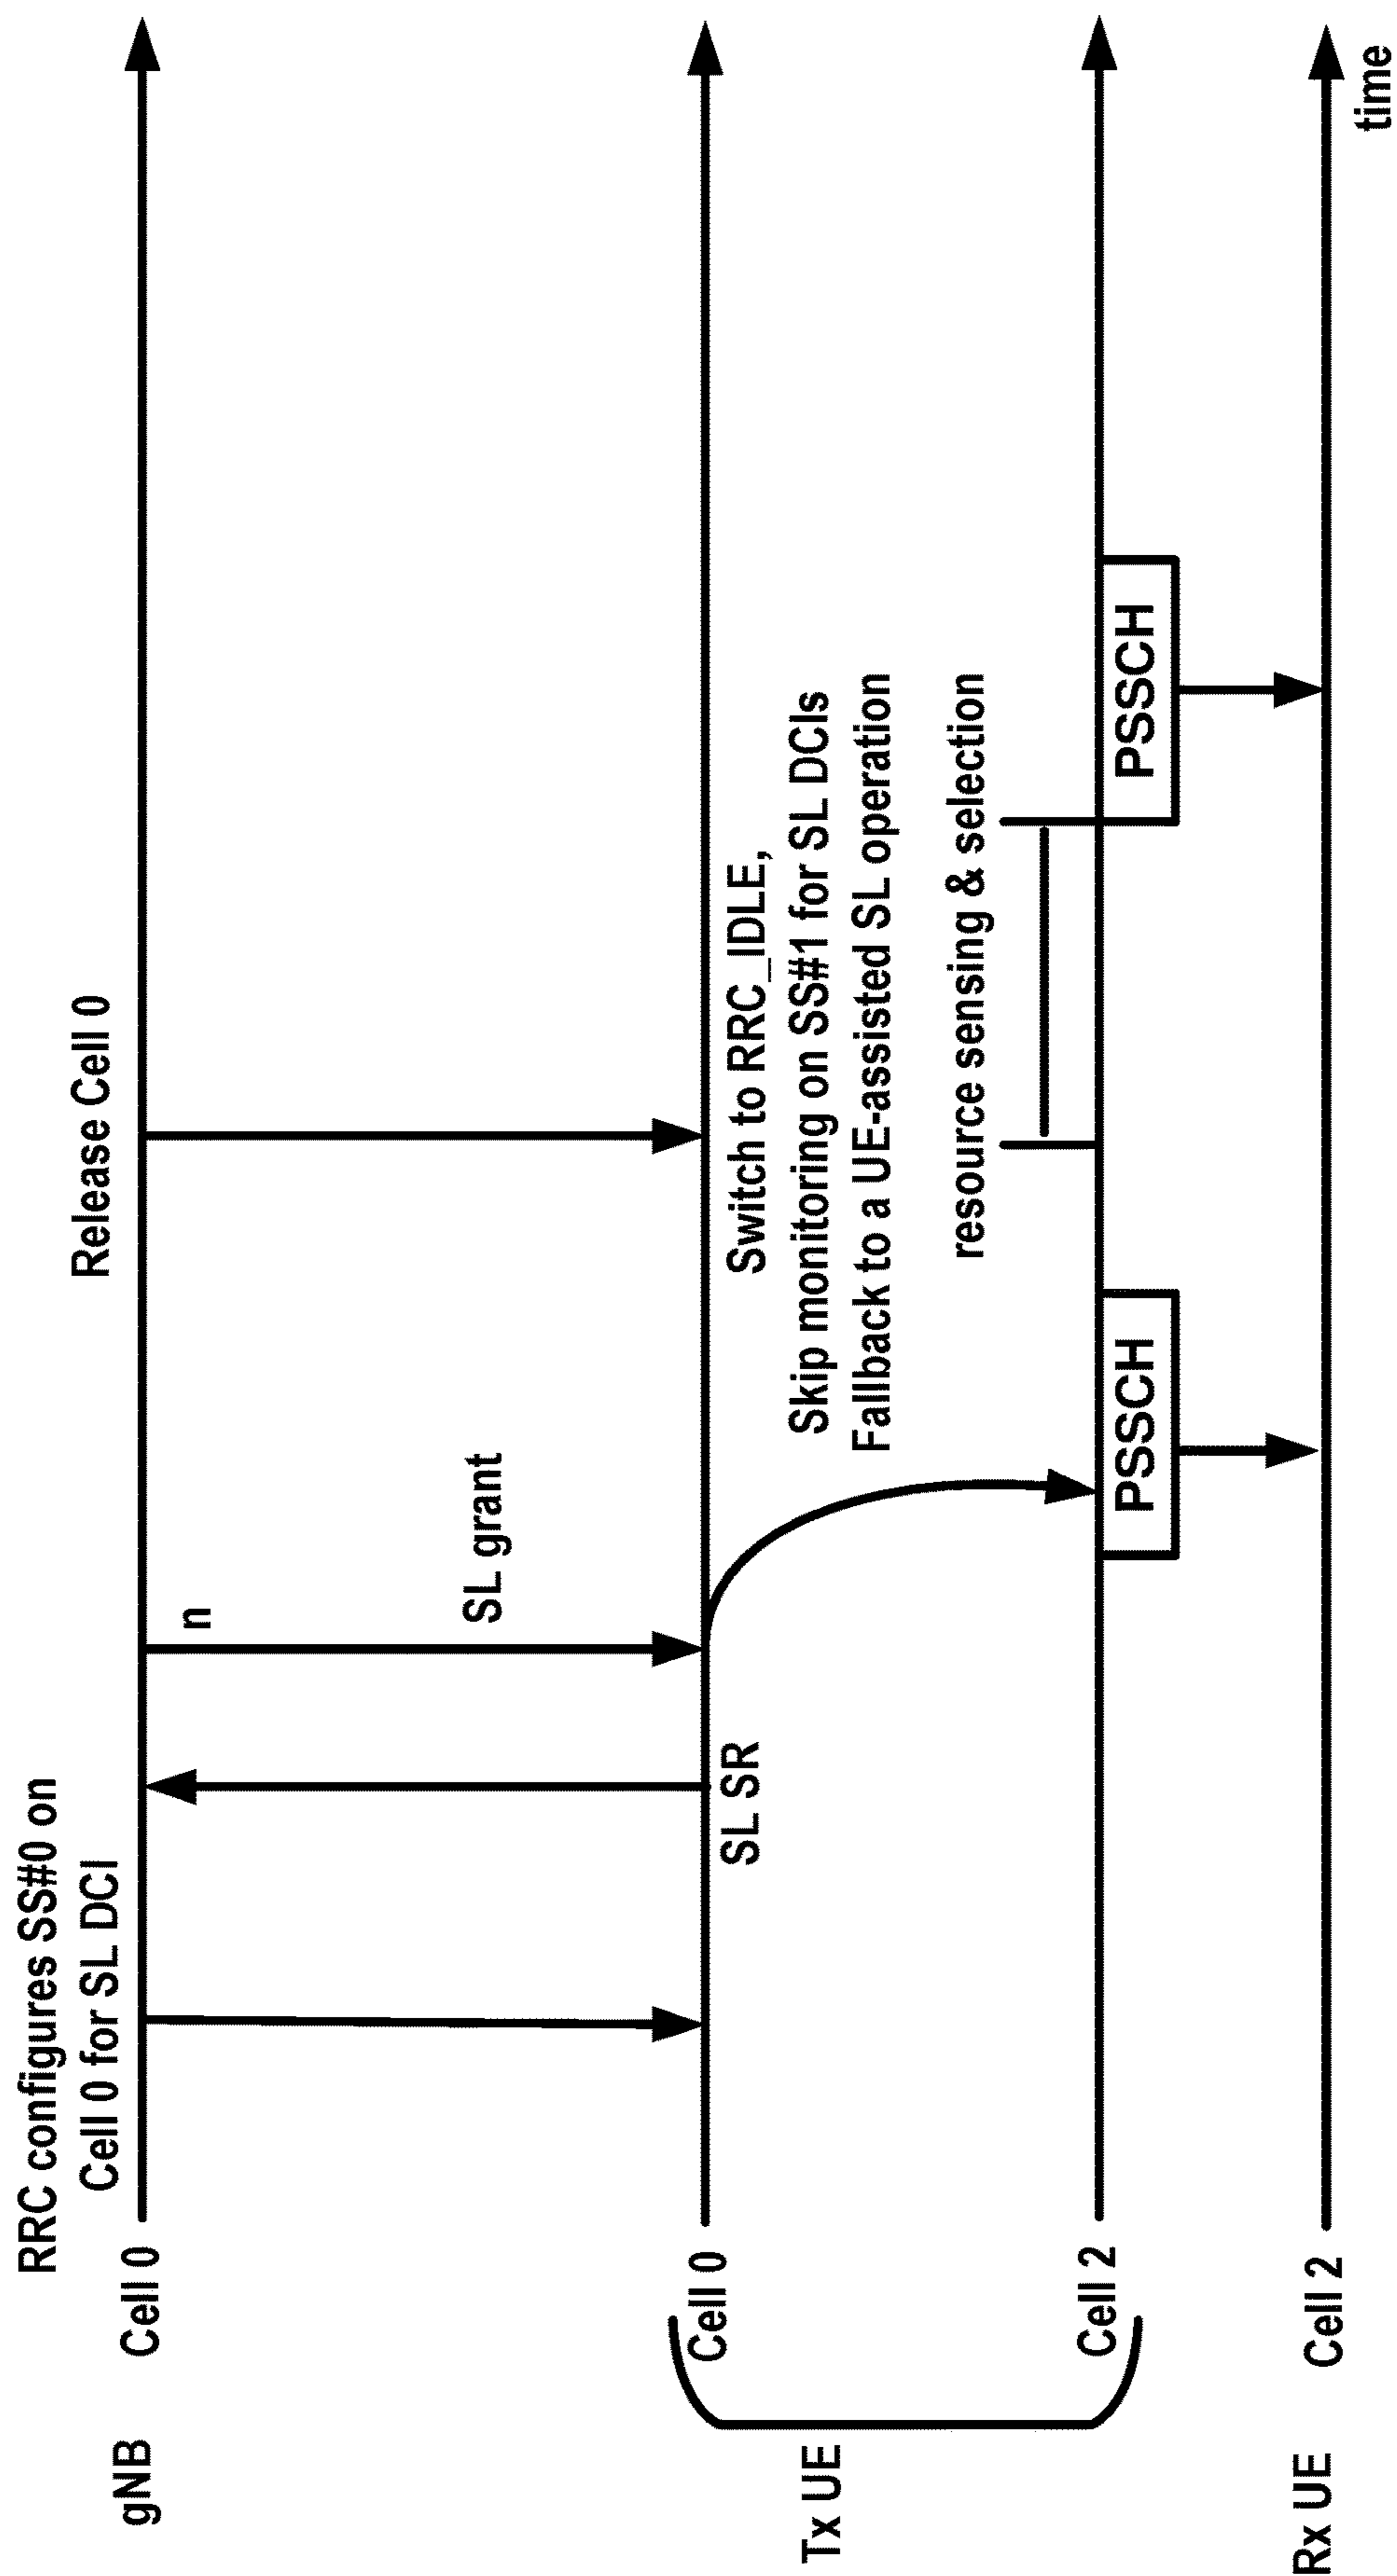 RRC configures SS#0 on
Cell 0 for SL DCI
Release Cell 0
gNB
Cell 0
n
SL grant
SL SR
Switch to RRC_IDLE,
Skip monitoring on SS#1 for SL DCIs
Fallback to a UE-assisted SL operation
Tx UE
Cell 0
resource sensing & selection
Cell 2
PSSCH
PSSCH
Rx UE
Cell 2
time